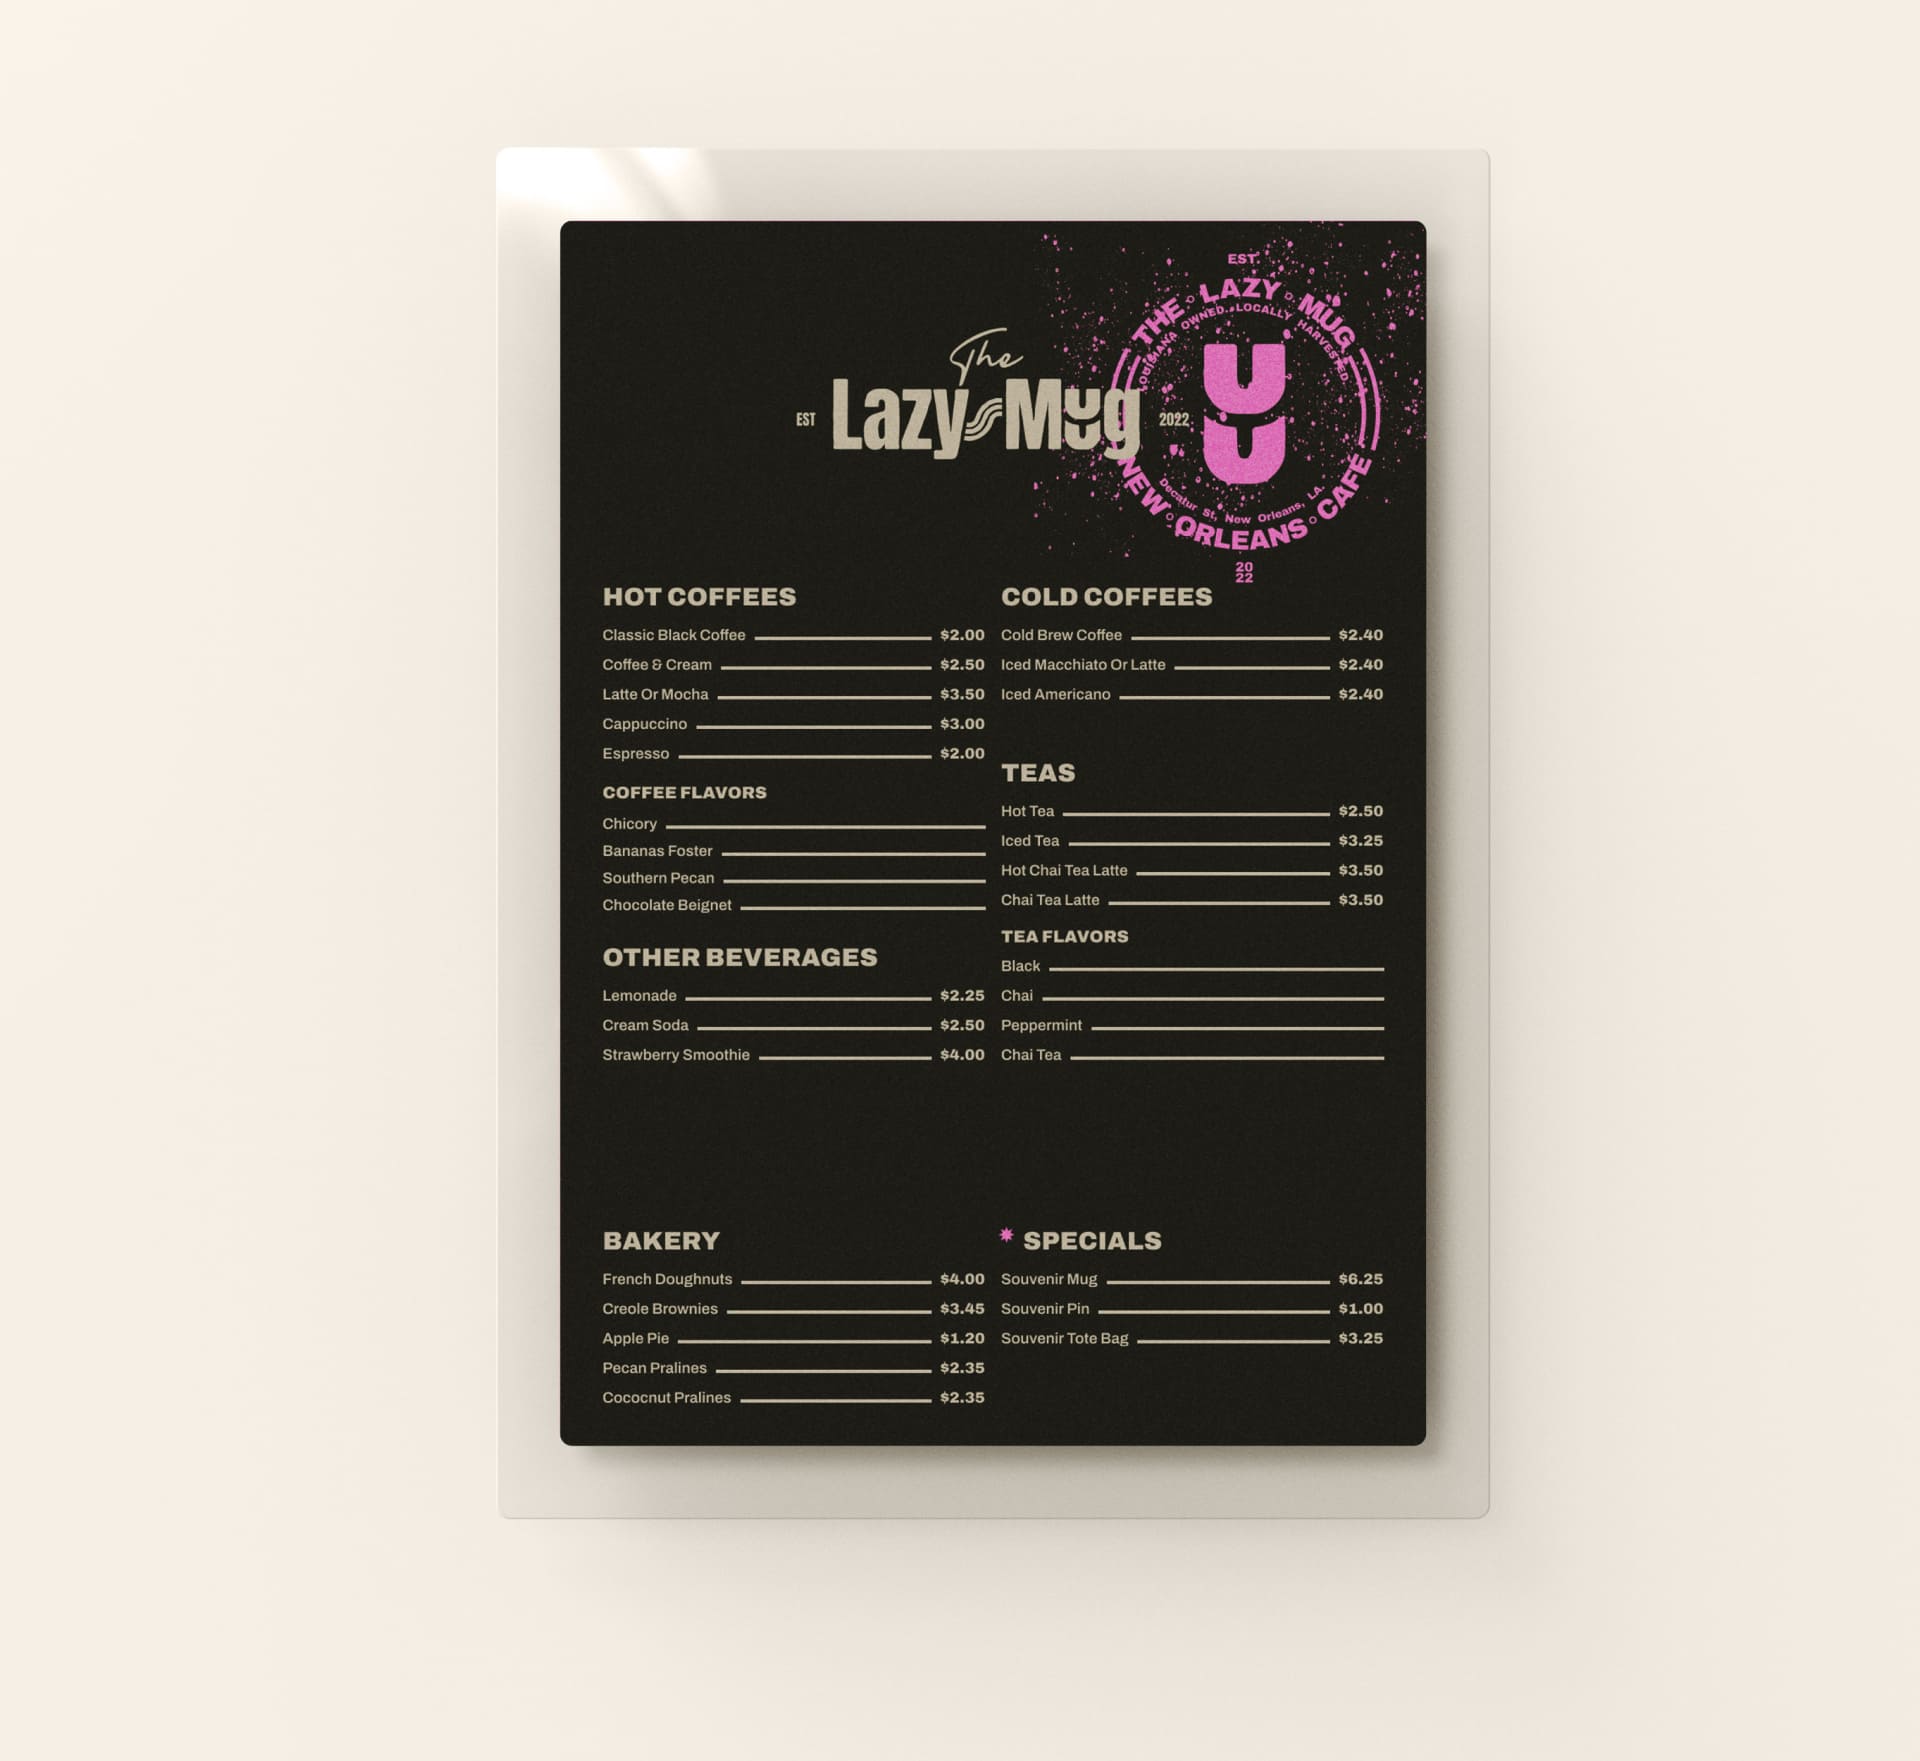 The
EST Lazy Mug 2022
EST.
THE LAZY MUG
LOUISIANA OWNED. LOCALLY HARVESTED.
Decatur St, New Orleans, LA.
NEW ORLEANS CAFE
20
22
HOT COFFEES
Classic Black Coffee $2.00
Coffee & Cream $2.50
Latte Or Mocha $3.50
Cappuccino $3.00
Espresso $2.00
COFFEE FLAVORS
Chicory
Bananas Foster
Southern Pecan
Chocolate Beignet
OTHER BEVERAGES
Lemonade $2.25
Cream Soda $2.50
Strawberry Smoothie $4.00
COLD COFFEES
Cold Brew Coffee $2.40
Iced Macchiato Or Latte $2.40
Iced Americano $2.40
TEAS
Hot Tea $2.50
Iced Tea $3.25
Hot Chai Tea Latte $3.50
Chai Tea Latte $3.50
TEA FLAVORS
Black
Chai
Peppermint
Chai Tea
BAKERY
French Doughnuts $4.00
Creole Brownies $3.45
Apple Pie $1.20
Pecan Pralines $2.35
Cococnut Pralines $2.35
SPECIALS
Souvenir Mug $6.25
Souvenir Pin $1.00
Souvenir Tote Bag $3.25